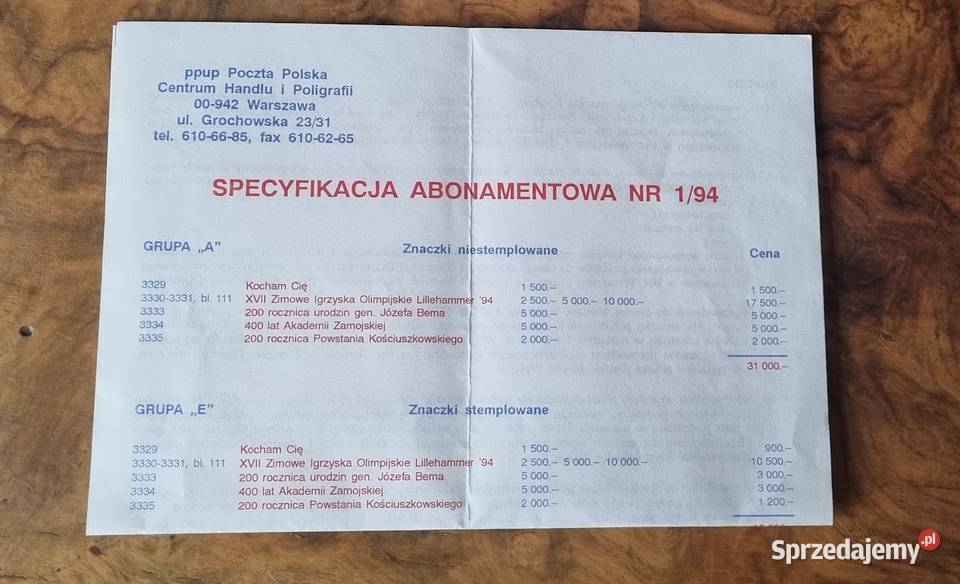 ppup Poczta Polska
Centrum Handlu i Poligrafii
00-942 Warszawa
ul. Grochowska 23/31
tel. 610-66-85, fax 610-62-65
SPECYFIKACJA ABONAMENTOWA NR 1/94
GRUPA „A” Znaczki niestemplowane Cena
3329 Kocham Cię 1 500.– 1 500.–
3330-3331, bl. 111 XVII Zimowe Igrzyska Olimpijskie Lillehammer '94 2 500.– 5 000.– 10 000.– 17 500.–
3333 200 rocznica urodzin gen. Józefa Bema 5 000.– 5 000.–
3334 400 lat Akademii Zamojskiej 5 000.– 5 000.–
3335 200 rocznica Powstania Kościuszkowskiego 2 000.– 2 000.–
31 000.–
GRUPA „E” Znaczki stemplowane
3329 Kocham Cię 1 500.– 900.–
3330-3331, bl. 111 XVII Zimowe Igrzyska Olimpijskie Lillehammer '94 2 500.– 5 000.– 10 000.– 10 500.–
3333 200 rocznica urodzin gen. Józefa Bema 5 000.– 3 000.–
3334 400 lat Akademii Zamojskiej 5 000.– 3 000.–
3335 200 rocznica Powstania Kościuszkowskiego 2 000.– 1 200.–
Sprzedajemy.pl